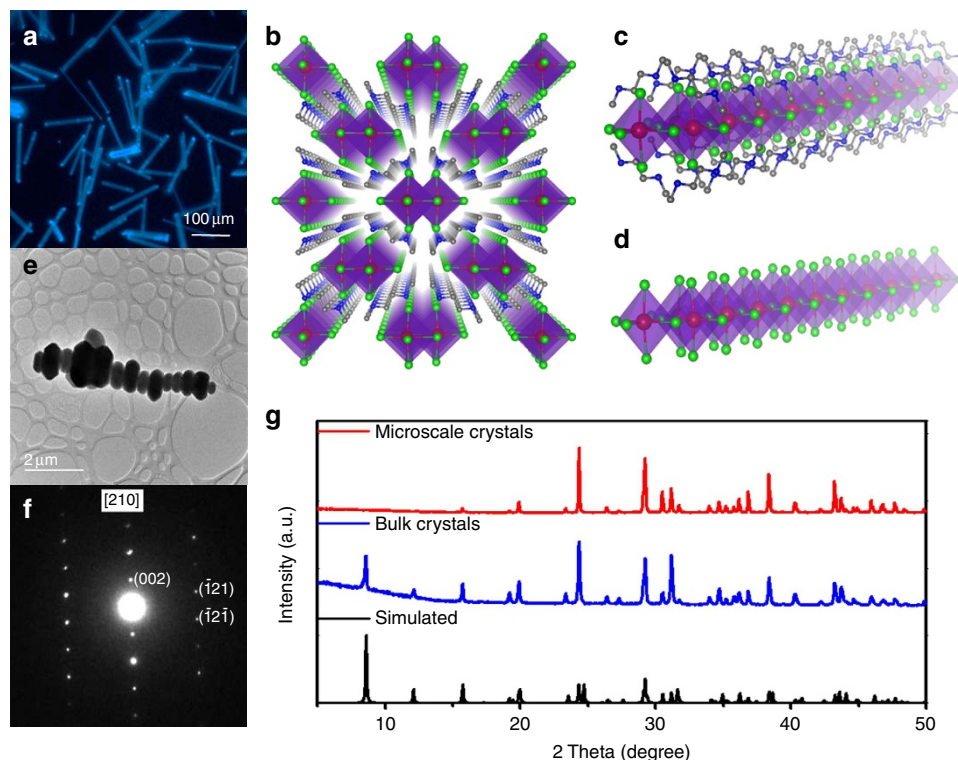 a
100 μm
b
c
d
e
2 μm
f
[210]
(002)
(1̄21)
(1̄21̄)
g
Microscale crystals
Bulk crystals
Simulated
Intensity (a.u.)
10
20
30
40
50
2 Theta (degree)